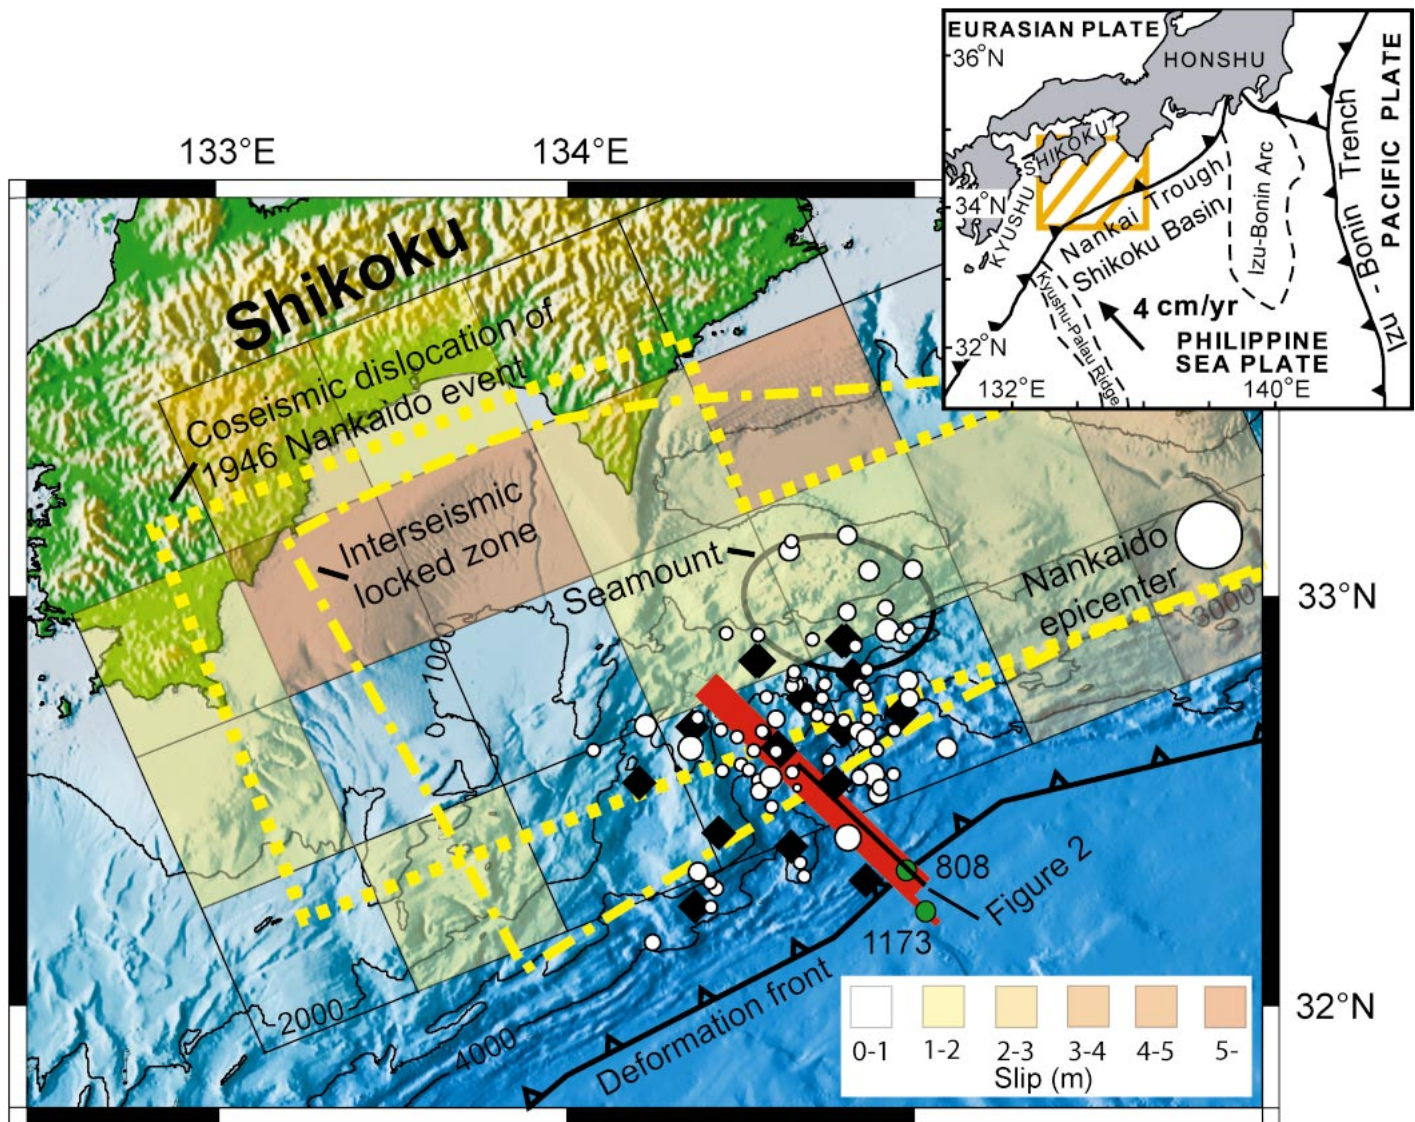 EURASIAN PLATE
36°N
HONSHU
PACIFIC PLATE
SHIKOKU
KYUSHU
34°N
Nankai Trough
Shikoku Basin
Izu-Bonin Arc
Izu - Bonin Trench
Kyushu-Palau Ridge
4 cm/yr
PHILIPPINE
SEA PLATE
32°N
132°E
140°E
133°E
134°E
Shikoku
Coseismic dislocation of
1946 Nankaido event
Interseismic
locked zone
Seamount
Nankaido
epicenter
33°N
3000
1000
808
Figure 2
1173
Deformation front
2000
4000
32°N
0-1
1-2
2-3
3-4
4-5
5-
Slip (m)